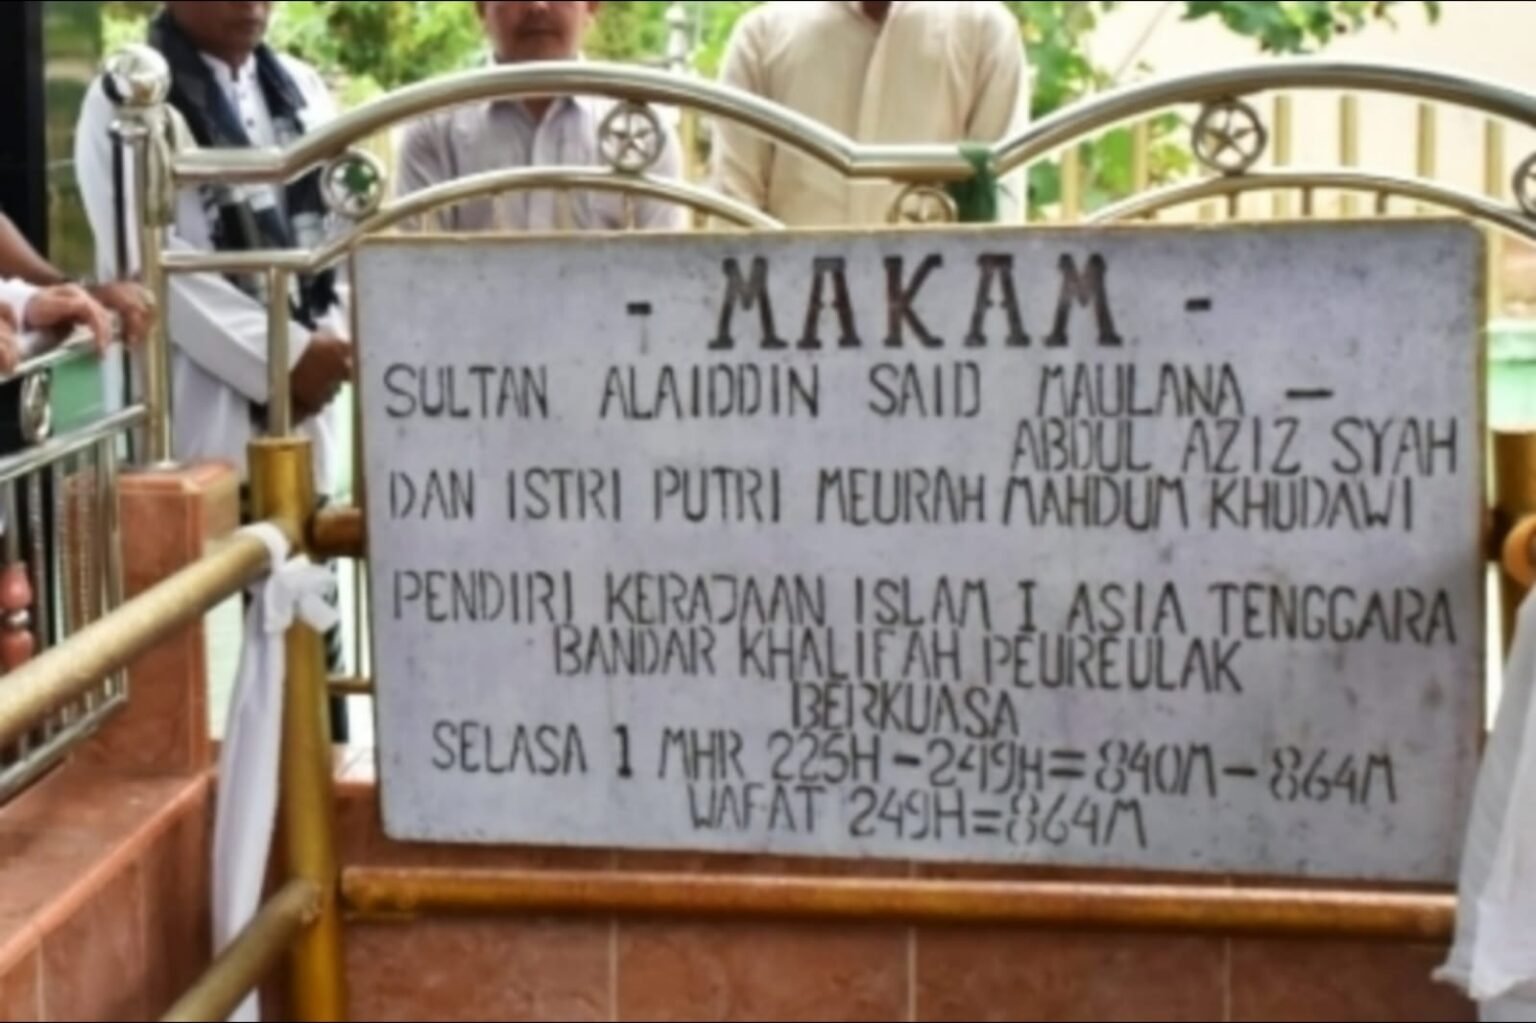 - MAKAM -
SULTAN ALAIDDIN SAID MAULANA —
ABDUL AZIZ SYAH
DAN ISTRI PUTRI MEURAH MAHDUM KHUDAWI
PENDIRI KERAJAAN ISLAM I ASIA TENGGARA
BANDAR KHALIFAH PEUREULAK
BERKUASA
SELASA 1 MHR 225H - 249H = 840M - 864M
WAFAT 249H = 864M